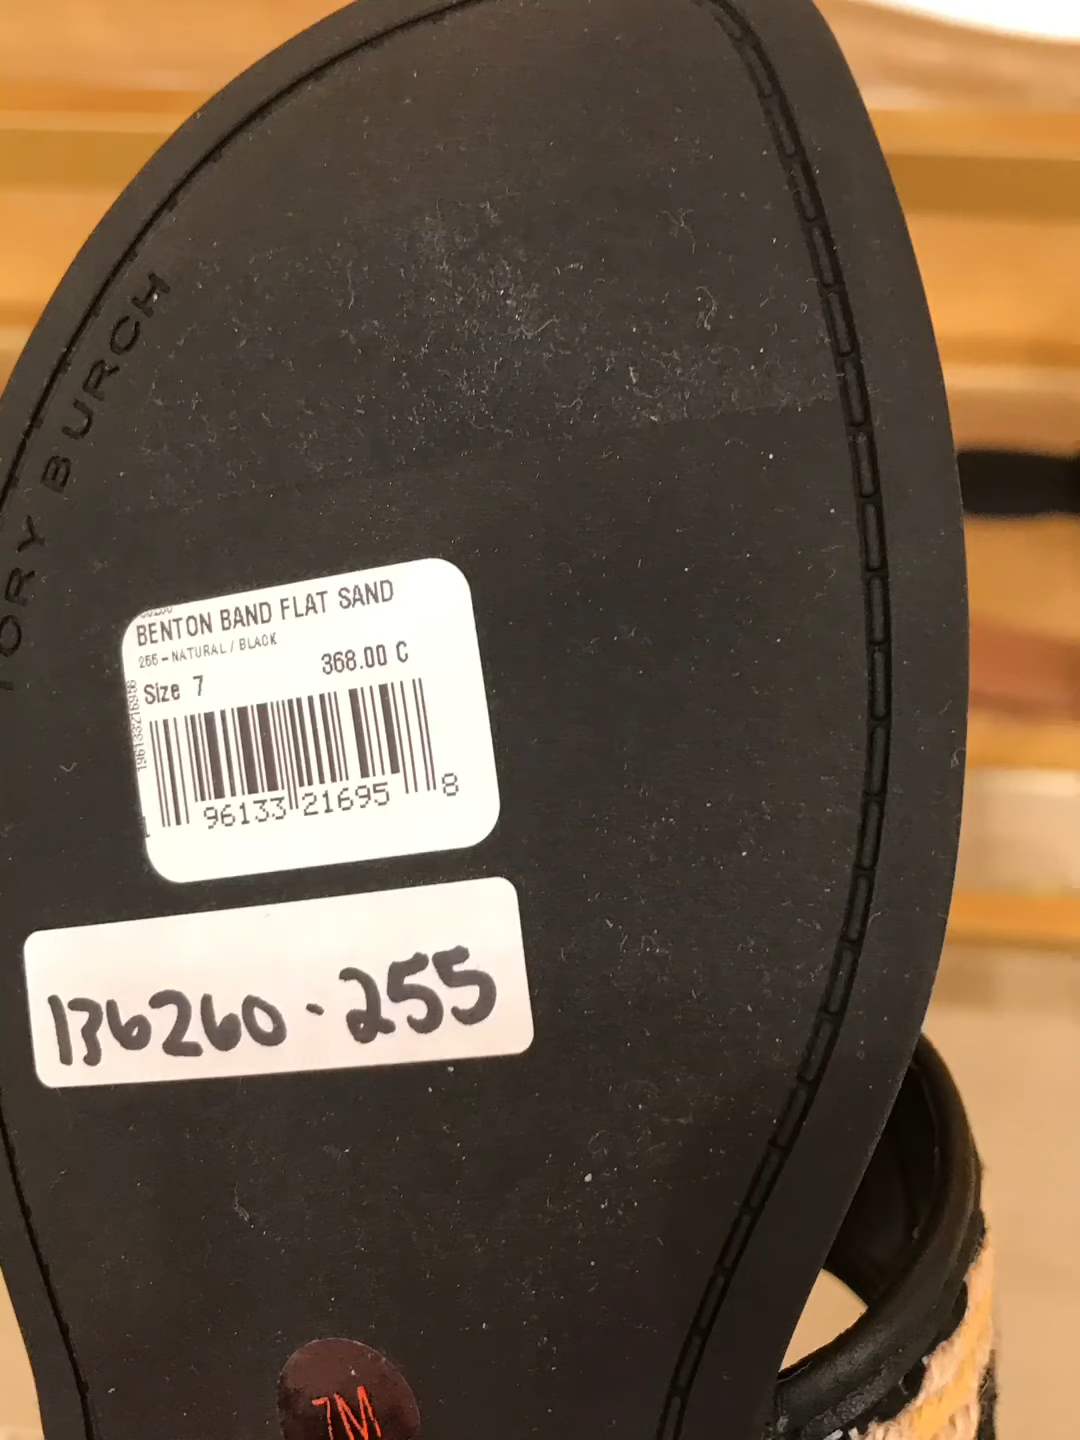 TORY BURCH
BENTON BAND FLAT SAND
255-NATURAL / BLACK
368.00 C
Size 7
196133216958
1 96133 21695 8
136260-255
7M